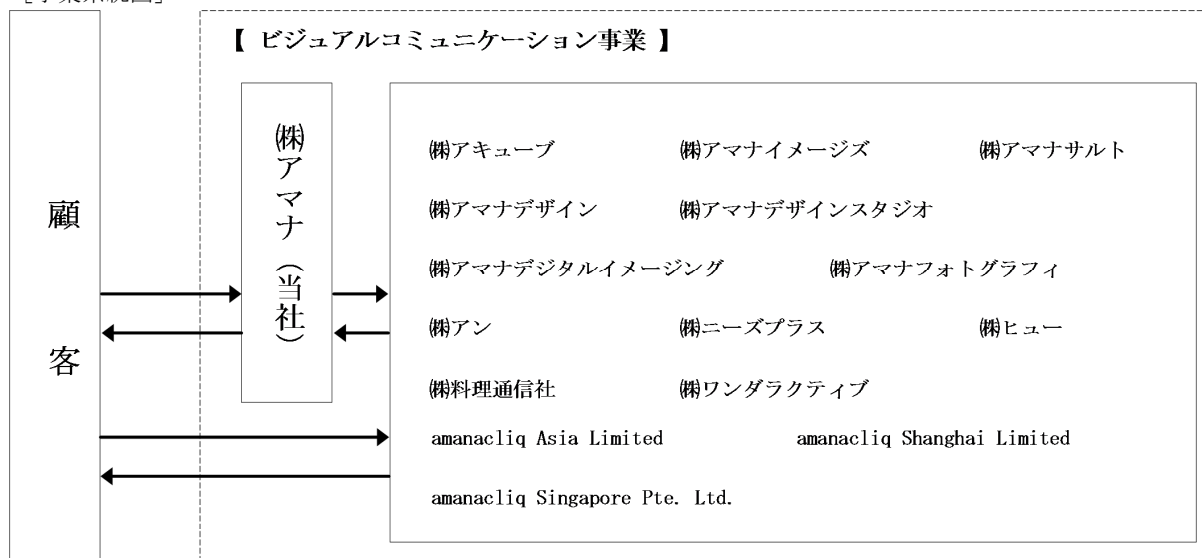 [事業系統図]
【 ビジュアルコミュニケーション事業 】
顧客
㈱アマナ（当社）
㈱アキューブ ㈱アマナイメージズ ㈱アマナサルト
㈱アマナデザイン ㈱アマナデザインスタジオ
㈱アマナデジタルイメージング ㈱アマナフォトグラフィ
㈱アン ㈱ニーズプラス ㈱ヒュー
㈱料理通信社 ㈱ワンダラクティブ
amanacliq Asia Limited amanacliq Shanghai Limited
amanacliq Singapore Pte. Ltd.